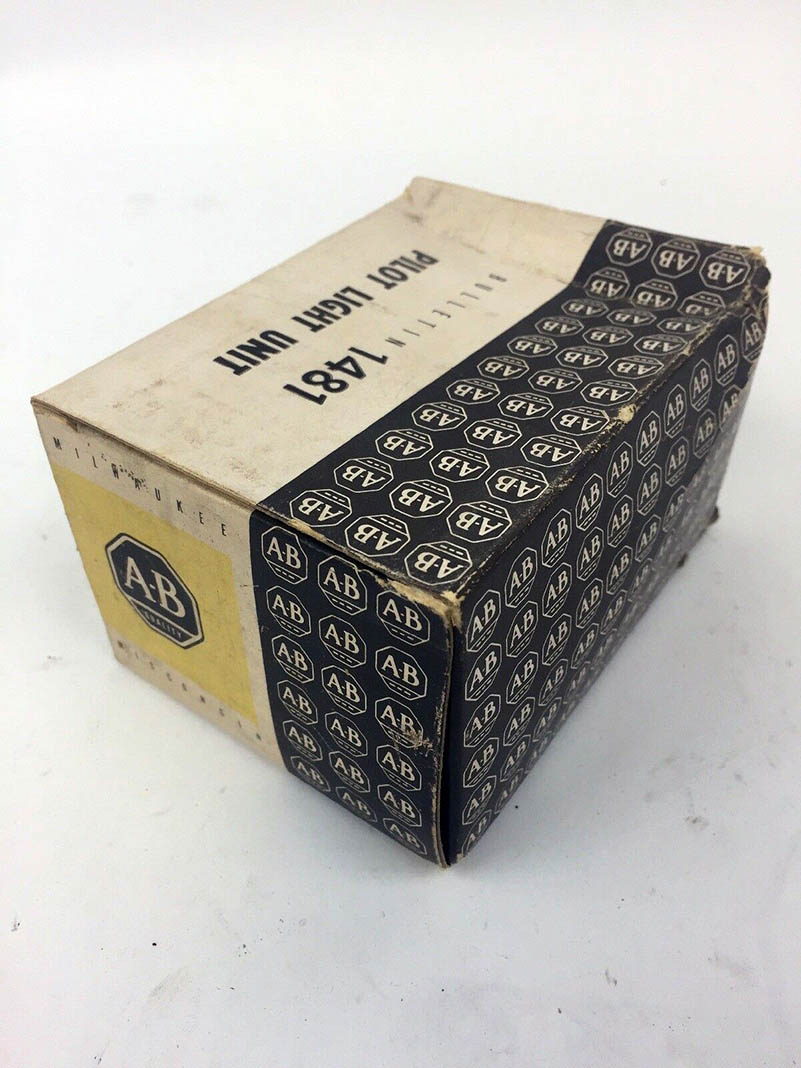 BULLETIN 1481
PILOT LIGHT UNIT
MILWAUKEE
A-B
QUALITY
WISCONSIN